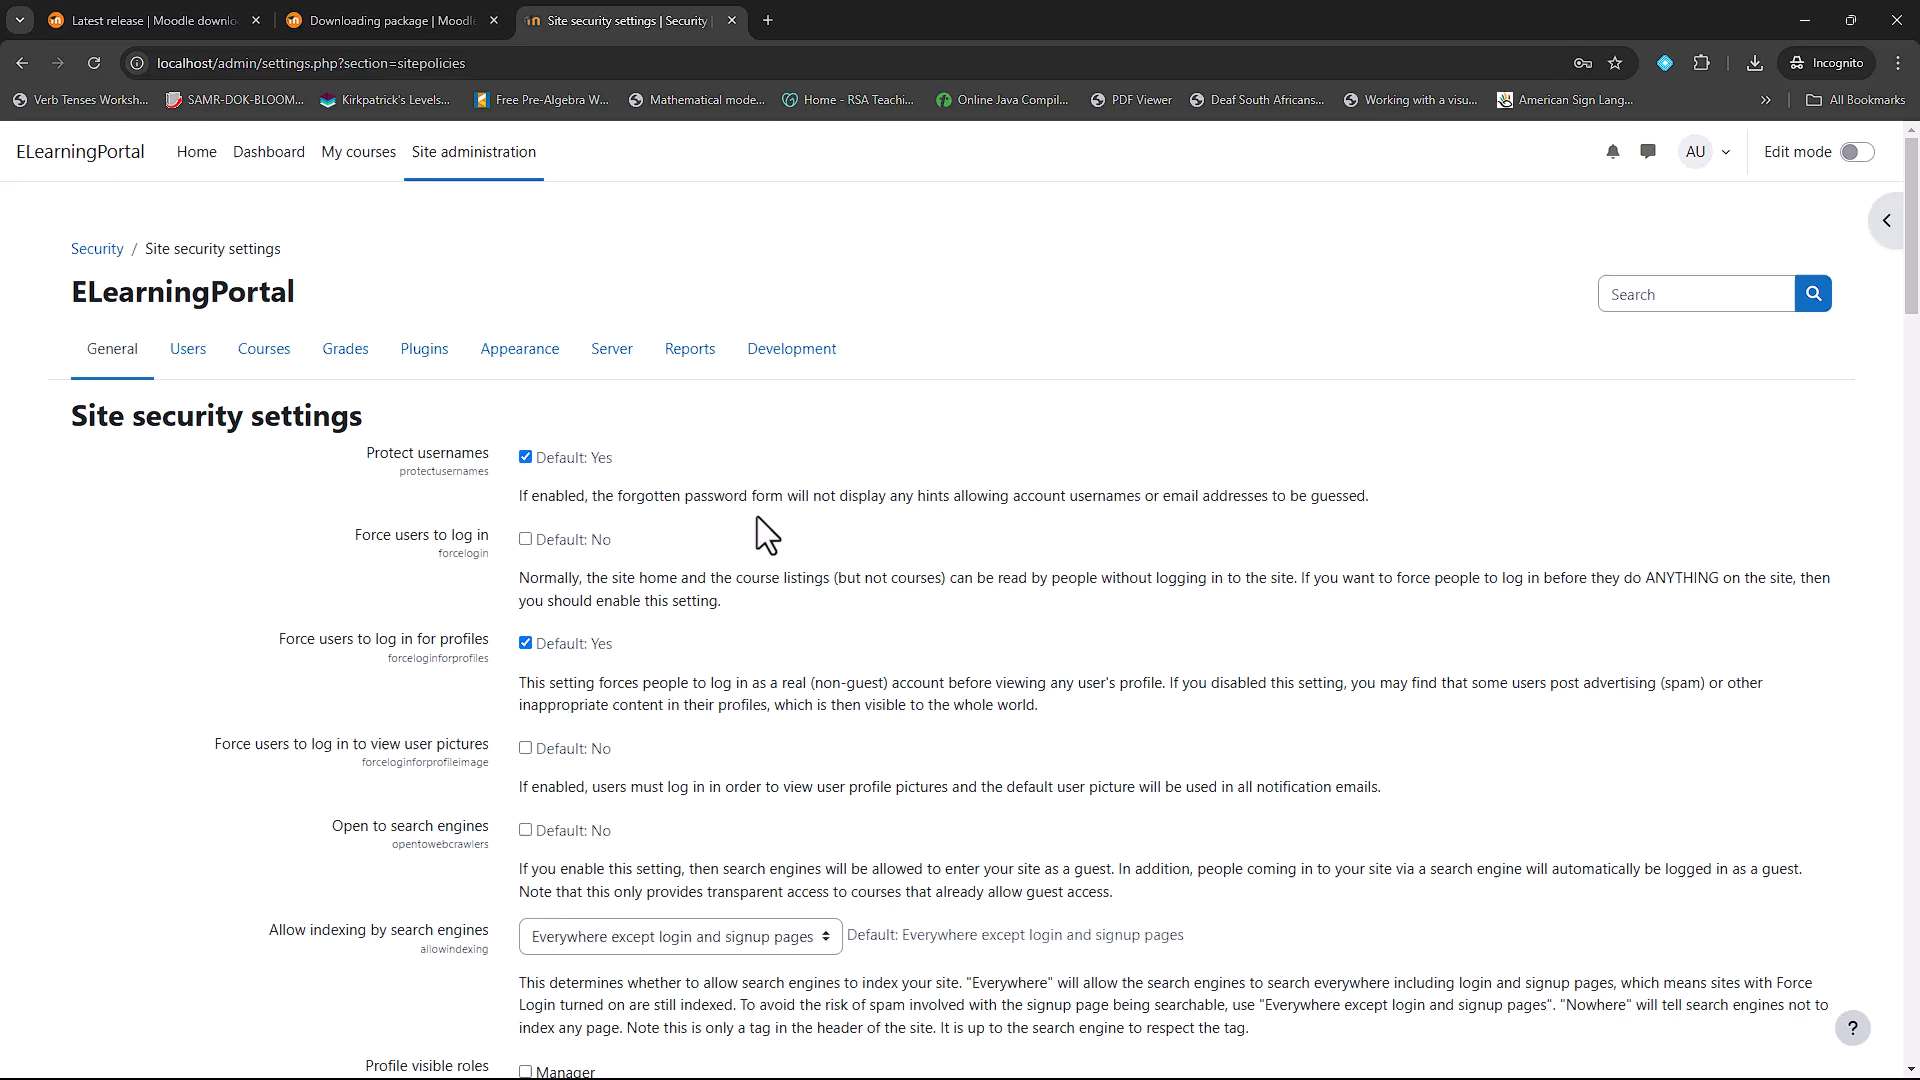 Latest release | Moodle downlo
Downloading package | Moodle
Site security settings | Security
localhost/admin/settings.php?section=sitepolicies
Incognito
Verb Tenses Worksh...
SAMR-DOK-BLOOM...
Kirkpatrick's Levels...
Free Pre-Algebra W...
Mathematical mode...
Home - RSA Teachi...
Online Java Compil...
PDF Viewer
Deaf South Africans...
Working with a visu...
American Sign Lang...
All Bookmarks
ELearningPortal
Home
Dashboard
My courses
Site administration
AU
Edit mode
Security / Site security settings
ELearningPortal
Search
General
Users
Courses
Grades
Plugins
Appearance
Server
Reports
Development
Site security settings
Protect usernames
protectusernames
Default: Yes
If enabled, the forgotten password form will not display any hints allowing account usernames or email addresses to be guessed.
Force users to log in
forcelogin
Default: No
Normally, the site home and the course listings (but not courses) can be read by people without logging in to the site. If you want to force people to log in before they do ANYTHING on the site, then
you should enable this setting.
Force users to log in for profiles
forceloginforprofiles
Default: Yes
This setting forces people to log in as a real (non-guest) account before viewing any user's profile. If you disabled this setting, you may find that some users post advertising (spam) or other
inappropriate content in their profiles, which is then visible to the whole world.
Force users to log in to view user pictures
forceloginforprofileimage
Default: No
If enabled, users must log in in order to view user profile pictures and the default user picture will be used in all notification emails.
Open to search engines
opentowebcrawlers
Default: No
If you enable this setting, then search engines will be allowed to enter your site as a guest. In addition, people coming in to your site via a search engine will automatically be logged in as a guest.
Note that this only provides transparent access to courses that already allow guest access.
Allow indexing by search engines
allowindexing
Everywhere except login and signup pages
Default: Everywhere except login and signup pages
This determines whether to allow search engines to index your site. "Everywhere" will allow the search engines to search everywhere including login and signup pages, which means sites with Force
Login turned on are still indexed. To avoid the risk of spam involved with the signup page being searchable, use "Everywhere except login and signup pages". "Nowhere" will tell search engines not to
index any page. Note this is only a tag in the header of the site. It is up to the search engine to respect the tag.
?
Profile visible roles
Manager